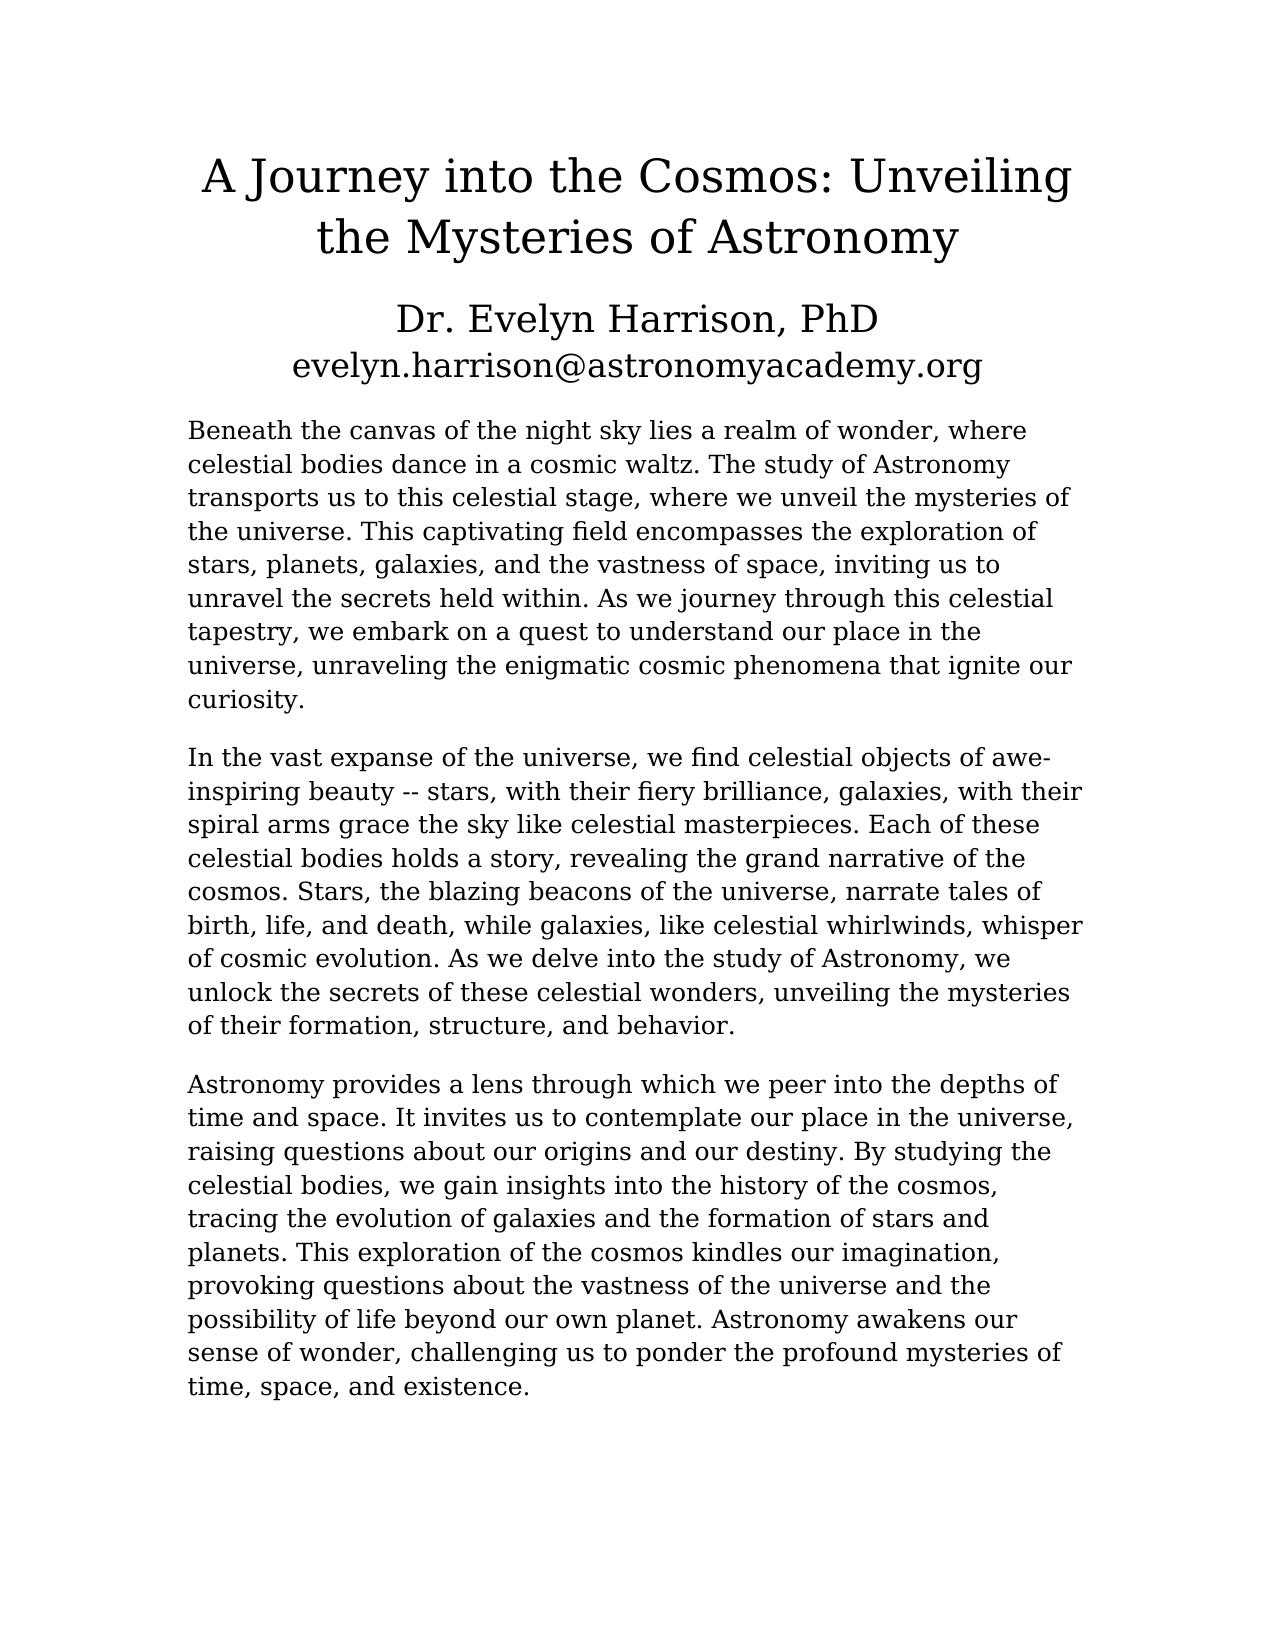 A Journey into the Cosmos: Unveiling
the Mysteries of Astronomy
Dr. Evelyn Harrison, PhD
evelyn.harrison@astronomyacademy.org
Beneath the canvas of the night sky lies a realm of wonder, where
celestial bodies dance in a cosmic waltz. The study of Astronomy
transports us to this celestial stage, where we unveil the mysteries of
the universe. This captivating field encompasses the exploration of
stars, planets, galaxies, and the vastness of space, inviting us to
unravel the secrets held within. As we journey through this celestial
tapestry, we embark on a quest to understand our place in the
universe, unraveling the enigmatic cosmic phenomena that ignite our
curiosity.
In the vast expanse of the universe, we find celestial objects of awe-
inspiring beauty -- stars, with their fiery brilliance, galaxies, with their
spiral arms grace the sky like celestial masterpieces. Each of these
celestial bodies holds a story, revealing the grand narrative of the
cosmos. Stars, the blazing beacons of the universe, narrate tales of
birth, life, and death, while galaxies, like celestial whirlwinds, whisper
of cosmic evolution. As we delve into the study of Astronomy, we
unlock the secrets of these celestial wonders, unveiling the mysteries
of their formation, structure, and behavior.
Astronomy provides a lens through which we peer into the depths of
time and space. It invites us to contemplate our place in the universe,
raising questions about our origins and our destiny. By studying the
celestial bodies, we gain insights into the history of the cosmos,
tracing the evolution of galaxies and the formation of stars and
planets. This exploration of the cosmos kindles our imagination,
provoking questions about the vastness of the universe and the
possibility of life beyond our own planet. Astronomy awakens our
sense of wonder, challenging us to ponder the profound mysteries of
time, space, and existence.